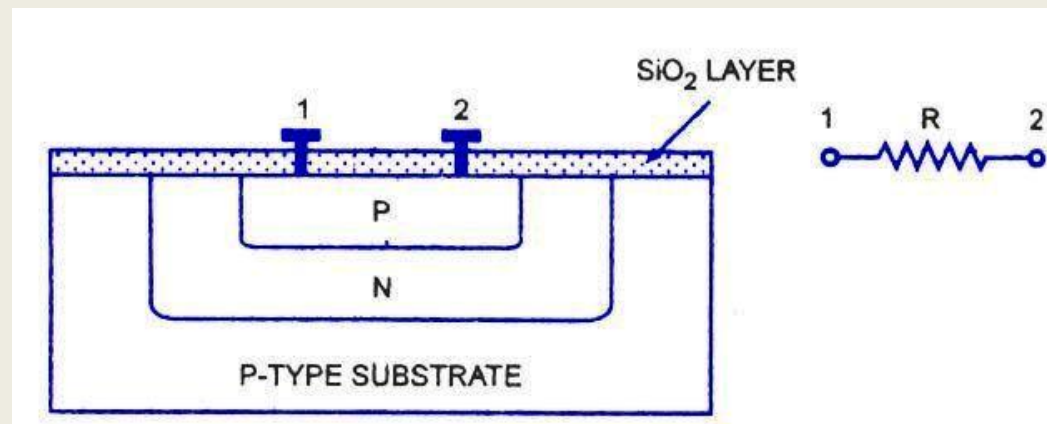 SiO₂ LAYER
1 2
1 R 2
P
N
P-TYPE SUBSTRATE